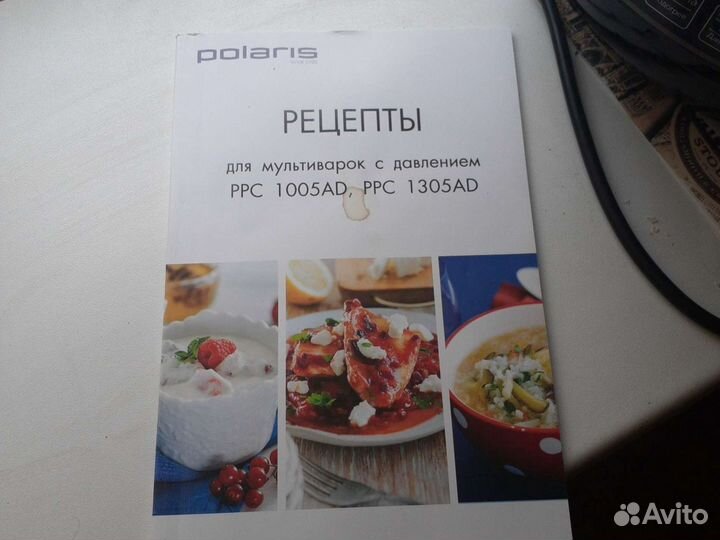 polaris
РЕЦЕПТЫ
для мультиварок с давлением
PPC 1005AD, PPC 1305AD
Avito